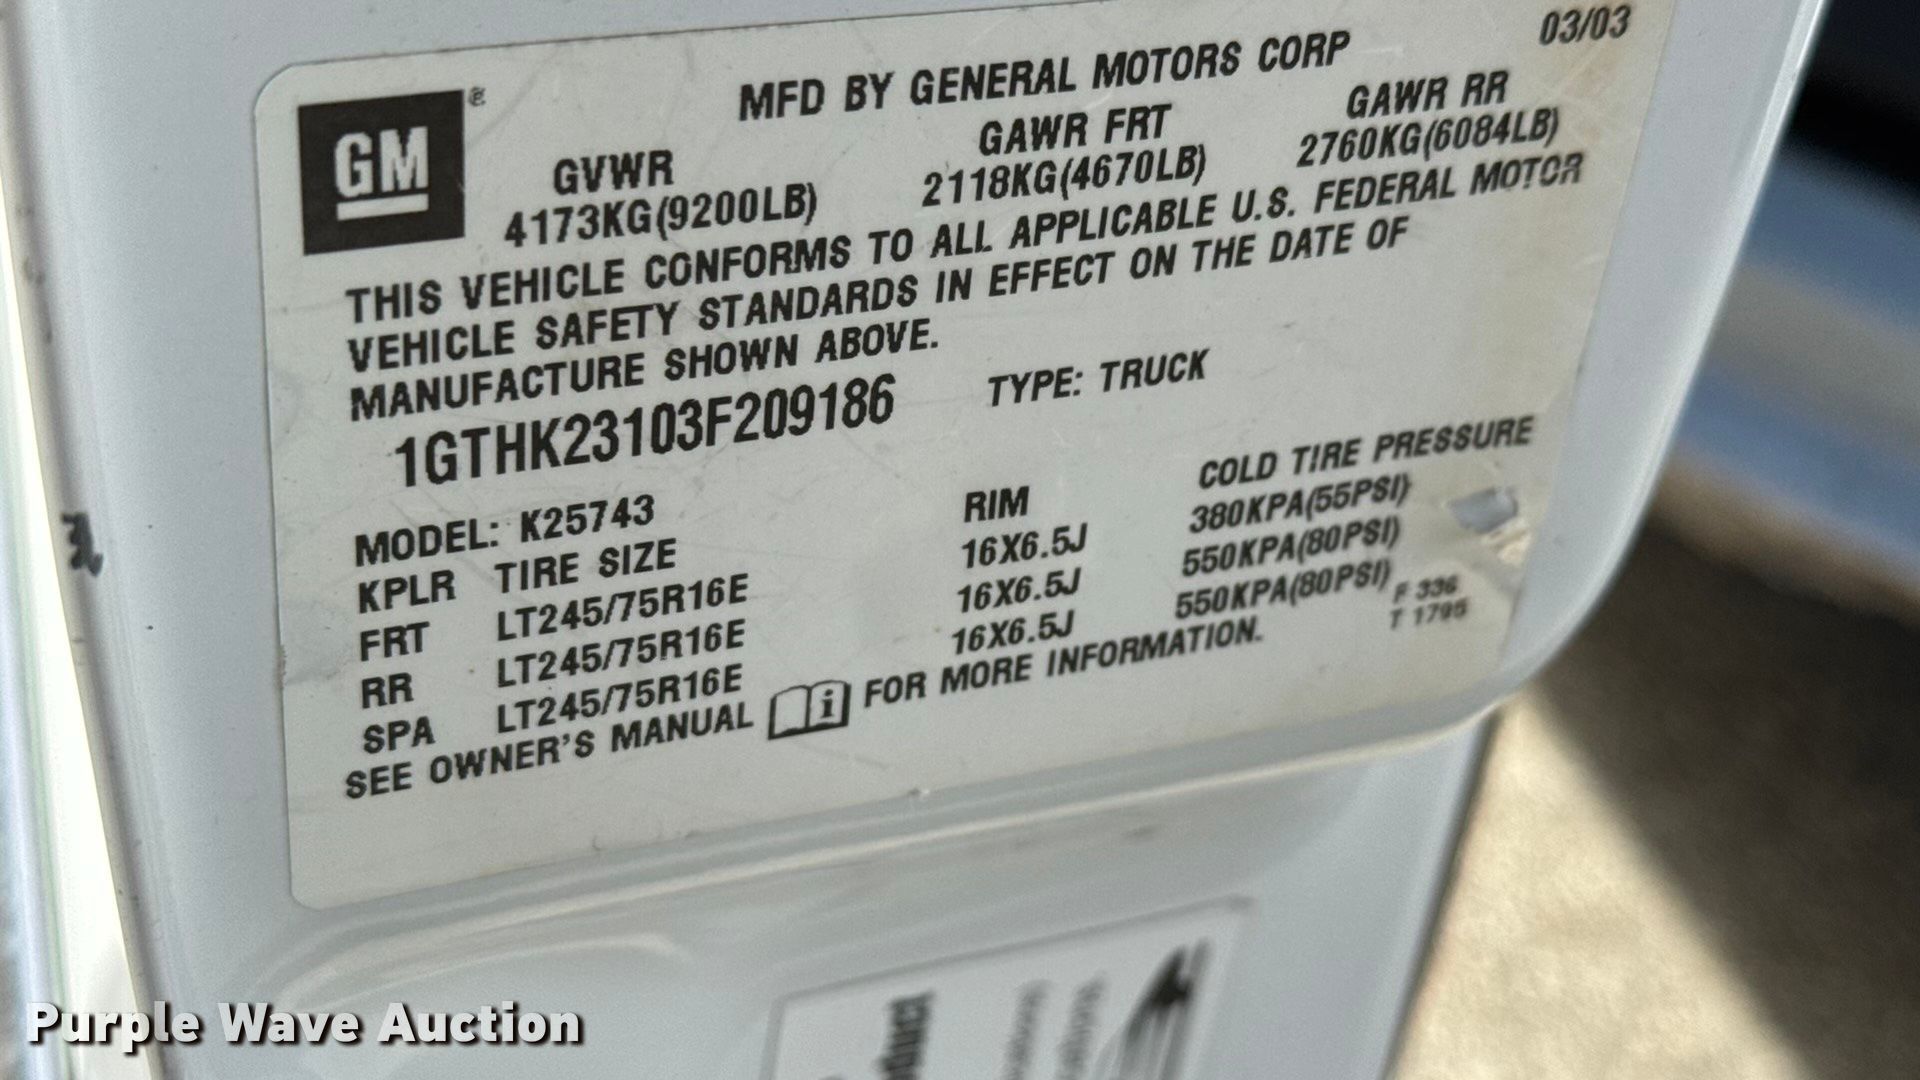 03/03
MFD BY GENERAL MOTORS CORP
GM ®
GVWR GAWR FRT GAWR RR
4173KG(9200LB) 2118KG(4670LB) 2760KG(6084LB)
THIS VEHICLE CONFORMS TO ALL APPLICABLE U.S. FEDERAL MOTOR
VEHICLE SAFETY STANDARDS IN EFFECT ON THE DATE OF
MANUFACTURE SHOWN ABOVE.
1GTHK23103F209186 TYPE: TRUCK
MODEL: K25743
KPLR TIRE SIZE RIM COLD TIRE PRESSURE
FRT LT245/75R16E 16X6.5J 380KPA(55PSI)
RR LT245/75R16E 16X6.5J 550KPA(80PSI)
SPA LT245/75R16E 16X6.5J 550KPA(80PSI)
F 336
T 1795
SEE OWNER'S MANUAL i FOR MORE INFORMATION.
Purple Wave Auction